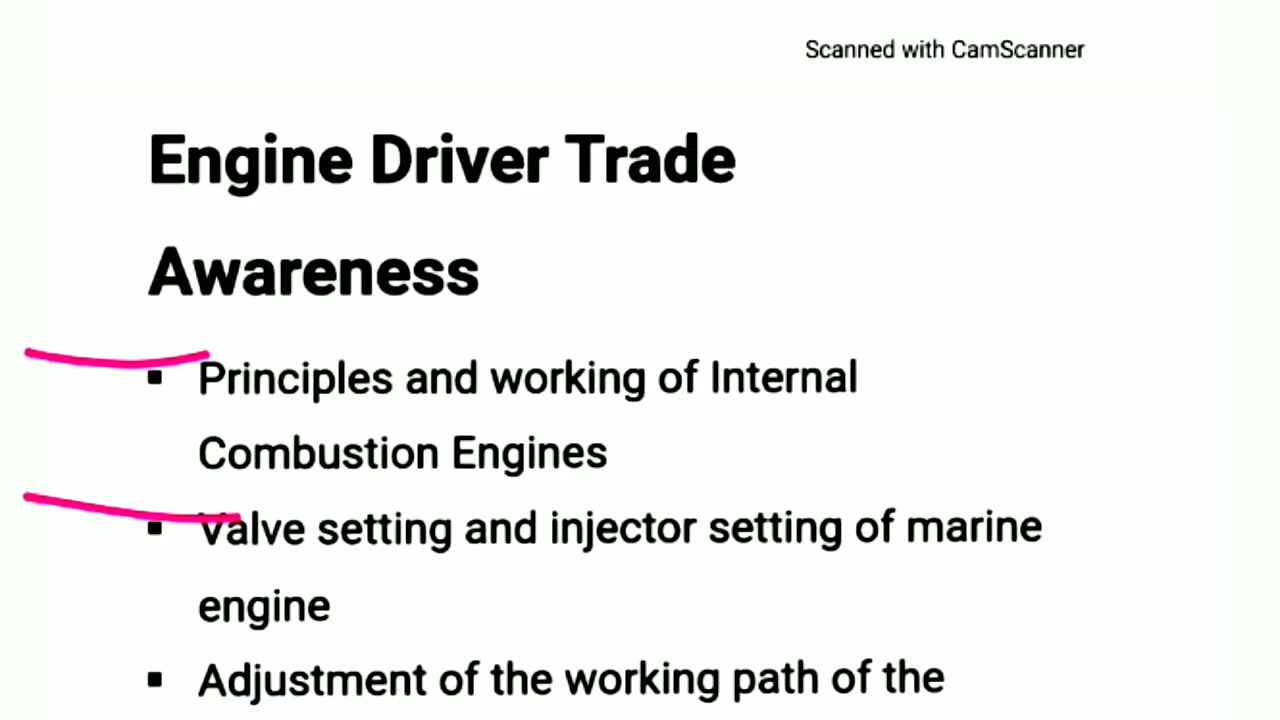 Scanned with CamScanner
Engine Driver Trade
Awareness
▪ Principles and working of Internal
Combustion Engines
▪ Valve setting and injector setting of marine
engine
▪ Adjustment of the working path of the